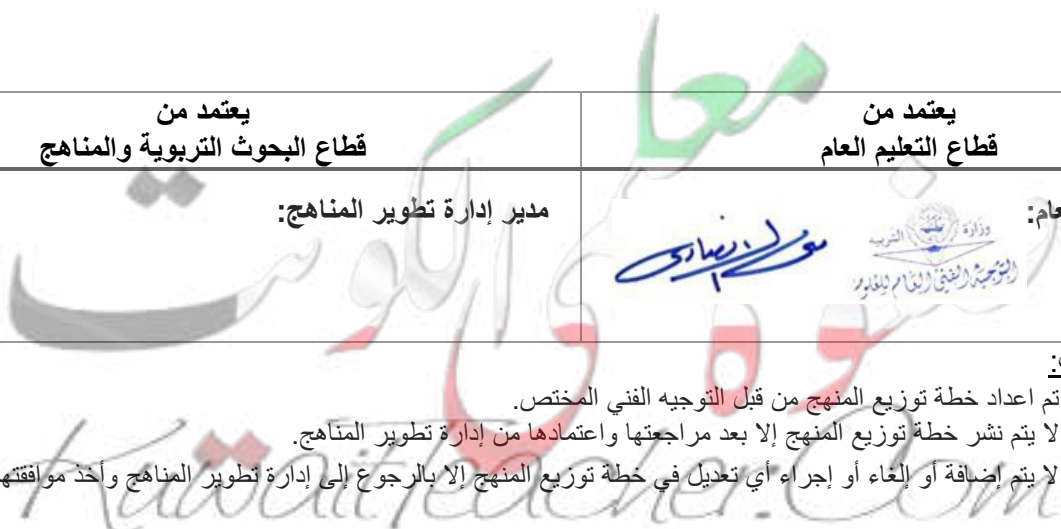 يعتمد من
قطاع التعليم العام
يعتمد من
قطاع البحوث التربوية والمناهج
عام:
وزارة التربية
التوجيه الفني العام للعلوم
مدير إدارة تطوير المناهج:
تم اعداد خطة توزيع المنهج من قبل التوجيه الفني المختص.
لا يتم نشر خطة توزيع المنهج إلا بعد مراجعتها واعتمادها من إدارة تطوير المناهج.
لا يتم إضافة أو إلغاء أو إجراء أي تعديل في خطة توزيع المنهج إلا بالرجوع إلى إدارة تطوير المناهج وأخذ موافقتها
KuwaitTeacher.Com